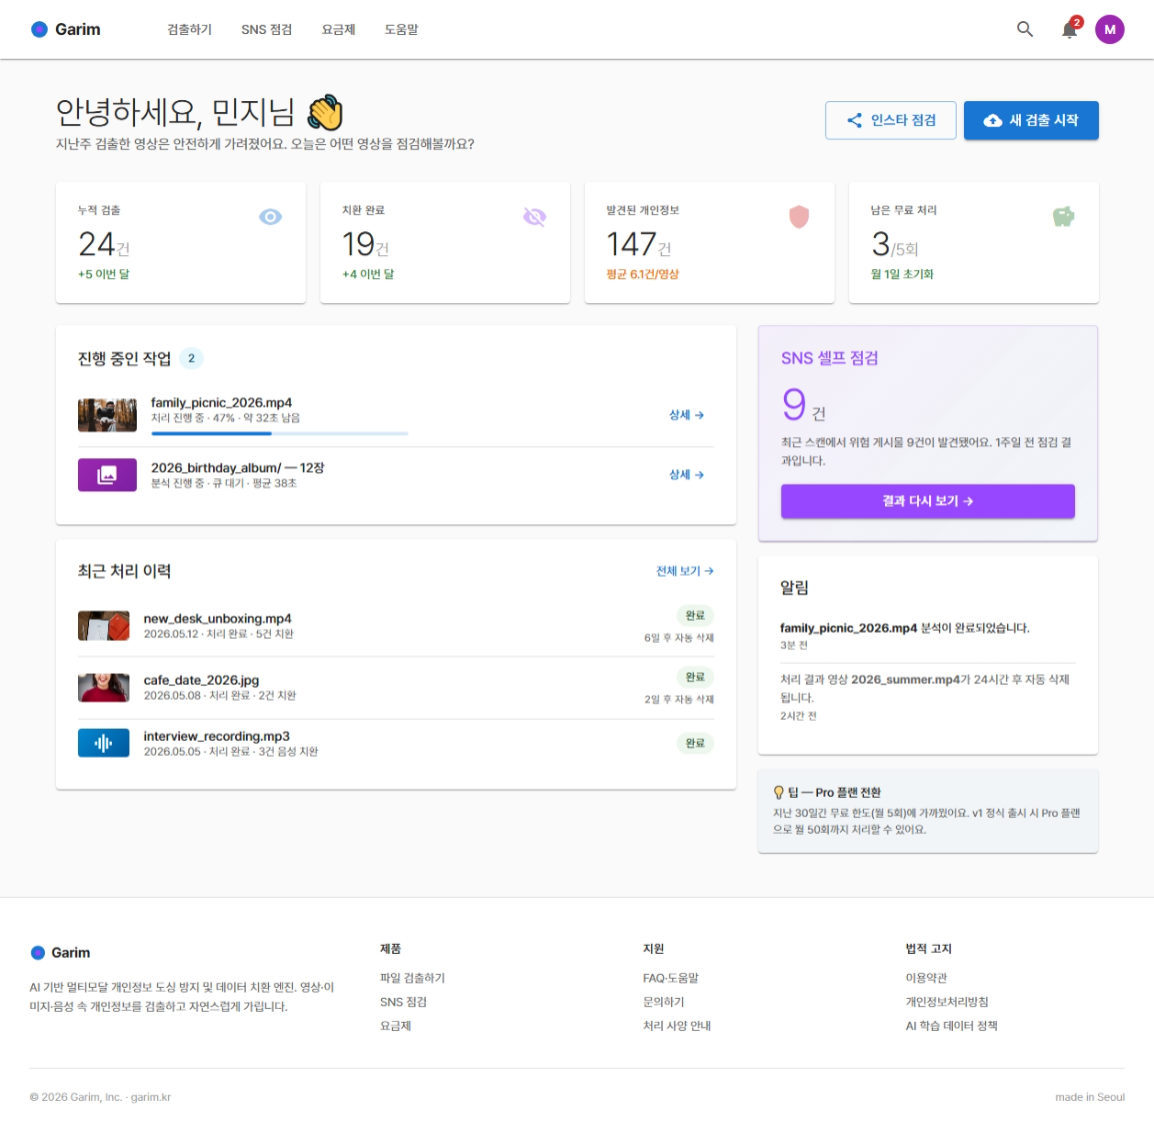 Garim
검출하기
SNS 점검
요금제
도움말
2
M
안녕하세요, 민지님
지난주 검출한 영상은 안전하게 가려졌어요. 오늘은 어떤 영상을 점검해볼까요?
인스타 점검
새 검출 시작
누적 검출
24건
+5 이번 달
치환 완료
19건
+4 이번 달
발견된 개인정보
147건
평균 6.1건/영상
남은 무료 처리
3/5회
월 1일 초기화
진행 중인 작업 2
family_picnic_2026.mp4
처리 진행 중 · 47% · 약 32초 남음
상세 →
2026_birthday_album/ — 12장
분석 진행 중 · 큐 대기 · 평균 38초
상세 →
최근 처리 이력
전체 보기 →
new_desk_unboxing.mp4
2026.05.12 · 처리 완료 · 5건 치환
완료
6일 후 자동 삭제
cafe_date_2026.jpg
2026.05.08 · 처리 완료 · 2건 치환
완료
2일 후 자동 삭제
interview_recording.mp3
2026.05.05 · 처리 완료 · 3건 음성 치환
완료
SNS 셀프 점검
9 건
최근 스캔에서 위험 게시물 9건이 발견됐어요. 1주일 전 점검 결
과입니다.
결과 다시 보기 →
알림
family_picnic_2026.mp4 분석이 완료되었습니다.
3분 전
처리 결과 영상 2026_summer.mp4가 24시간 후 자동 삭제
됩니다.
2시간 전
팁 — Pro 플랜 전환
지난 30일간 무료 한도(월 5회)에 가까웠어요. v1 정식 출시 시 Pro 플랜
으로 월 50회까지 처리할 수 있어요.
Garim
AI 기반 멀티모달 개인정보 도싱 방지 및 데이터 치환 엔진. 영상·이
미지·음성 속 개인정보를 검출하고 자연스럽게 가립니다.
제품
파일 검출하기
SNS 점검
요금제
지원
FAQ·도움말
문의하기
처리 사양 안내
법적 고지
이용약관
개인정보처리방침
AI 학습 데이터 정책
© 2026 Garim, Inc. · garim.kr
made in Seoul